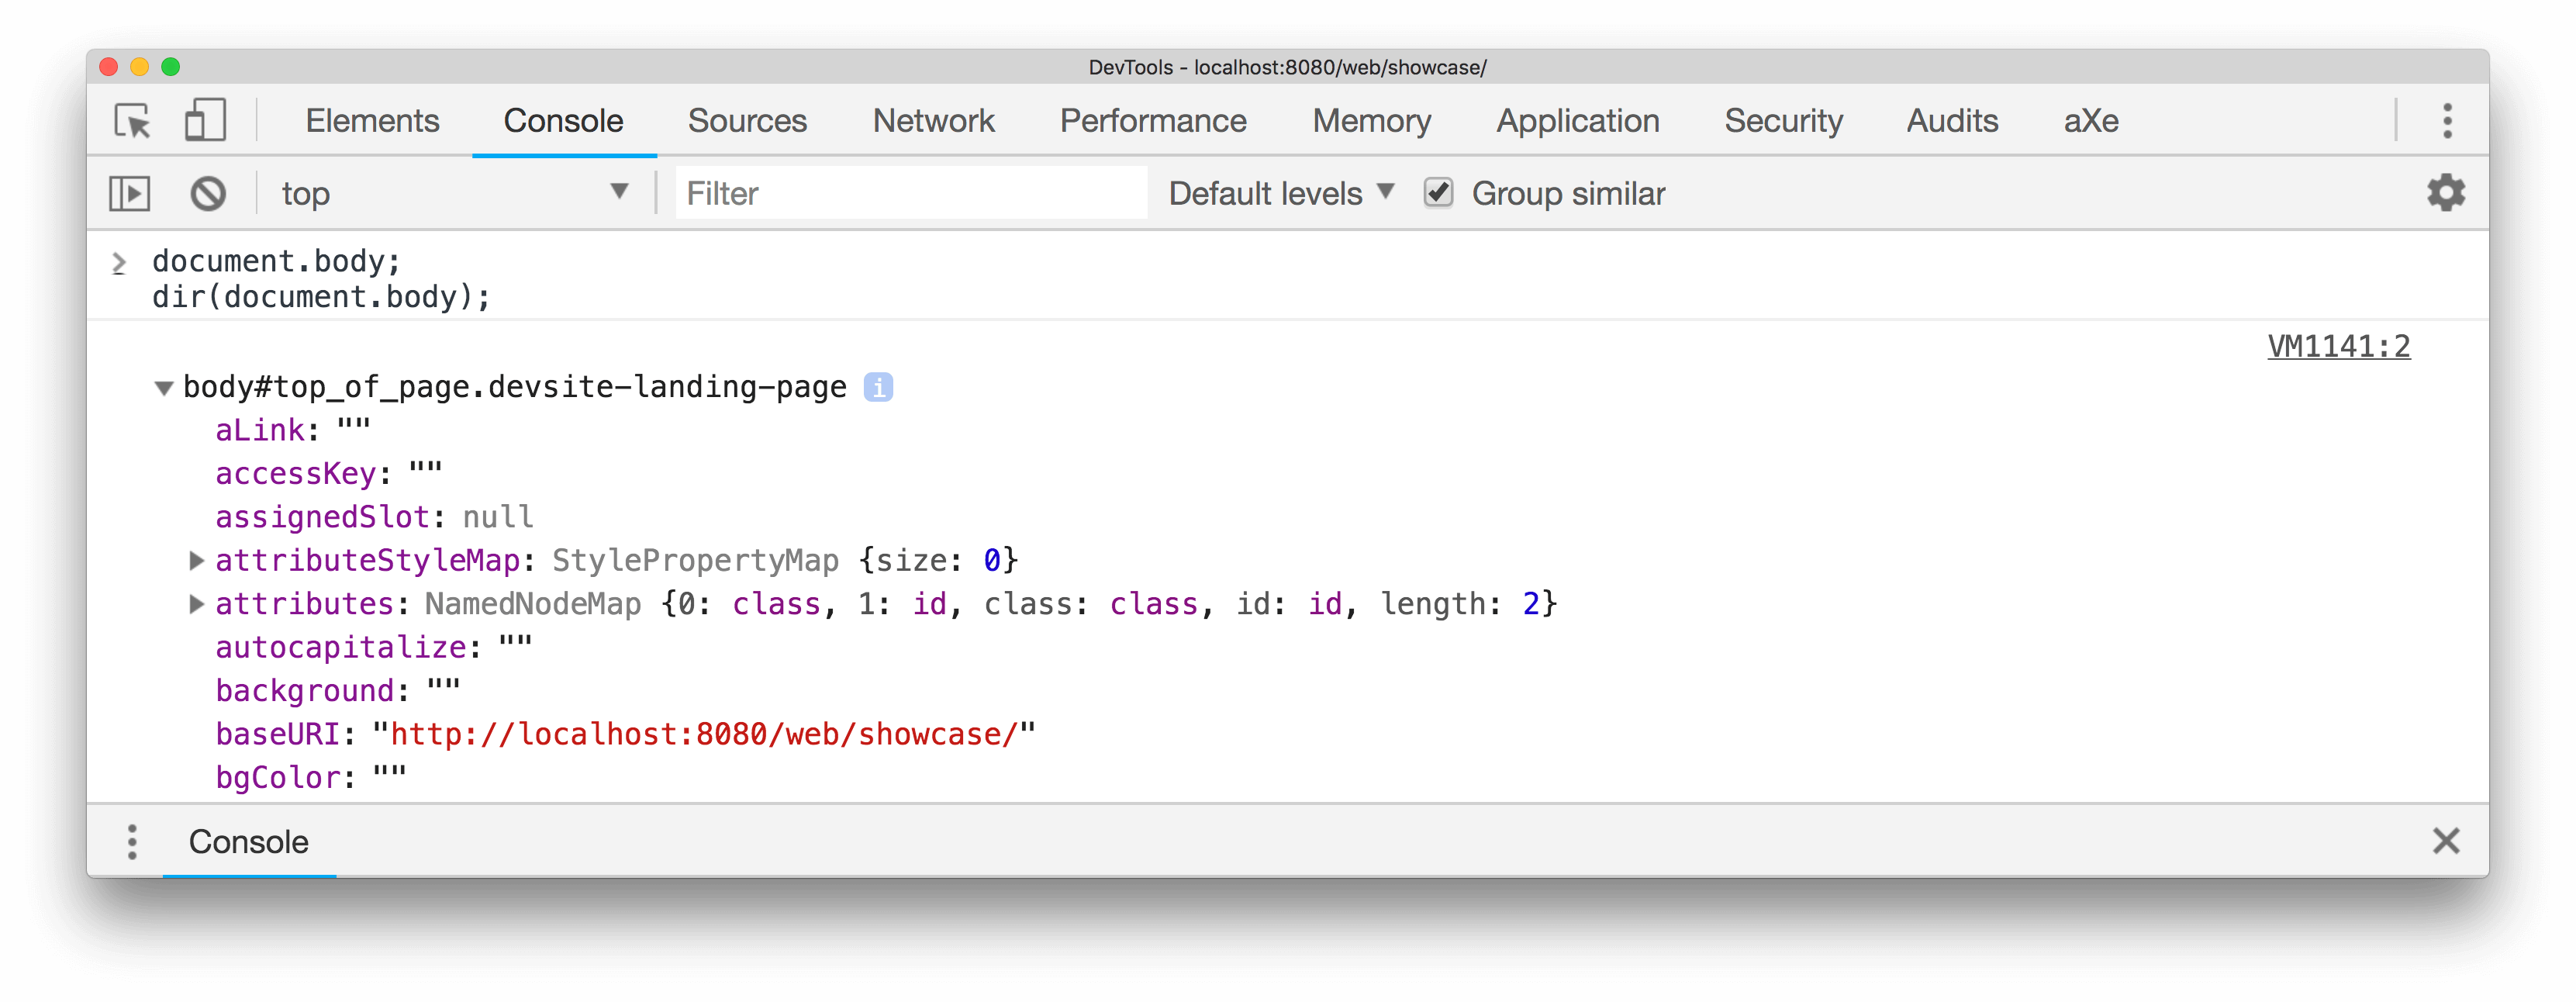 DevTools - localhost:8080/web/showcase/
Elements Console Sources Network Performance Memory Application Security Audits aXe
top Filter Default levels Group similar
document.body;
dir(document.body);
VM1141:2
body#top_of_page.devsite-landing-page i
aLink: ""
accessKey: ""
assignedSlot: null
attributeStyleMap: StylePropertyMap {size: 0}
attributes: NamedNodeMap {0: class, 1: id, class: class, id: id, length: 2}
autocapitalize: ""
background: ""
baseURI: "http://localhost:8080/web/showcase/"
bgColor: ""
Console